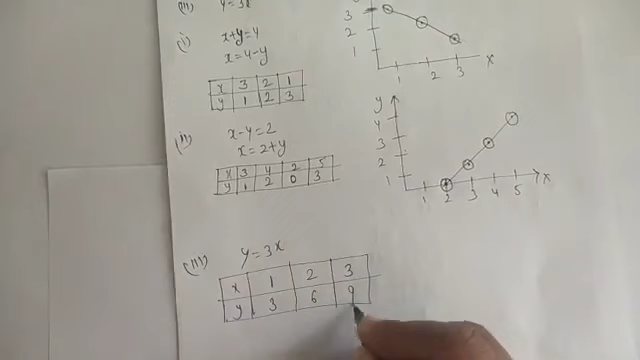 (iii) y=3x
(i) x+y=4
x=4-y
x 3 2 1
y 1 2 3
3
2
1
1 2 3 x
(ii) x-y=2
x=2+y
x 3 4 2 5
y 1 2 0 3
y
4
3
2
1
1 2 3 4 5 x
(iii) y=3x
x 1 2 3
y 3 6 9